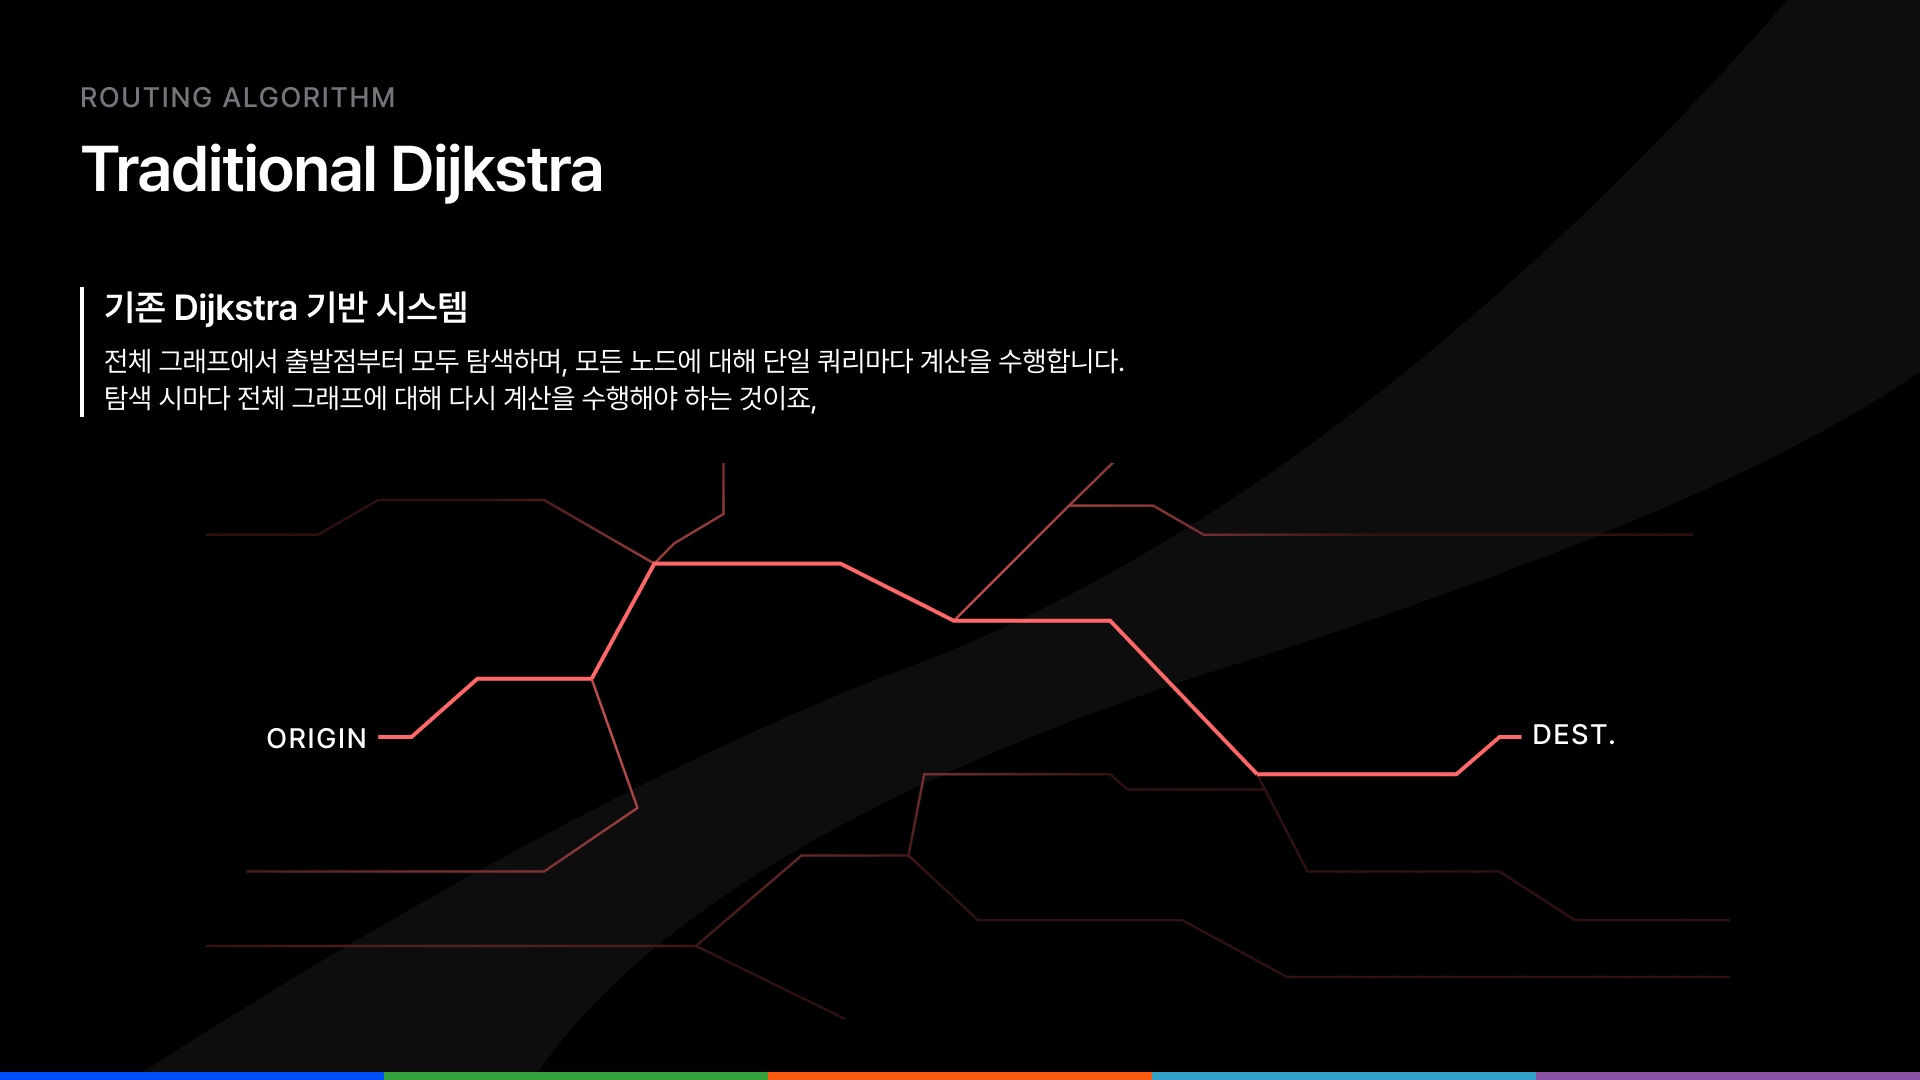 ROUTING ALGORITHM
Traditional Dijkstra
기존 Dijkstra 기반 시스템
전체 그래프에서 출발점부터 모두 탐색하며, 모든 노드에 대해 단일 쿼리마다 계산을 수행합니다.
탐색 시마다 전체 그래프에 대해 다시 계산을 수행해야 하는 것이죠,
ORIGIN
DEST.